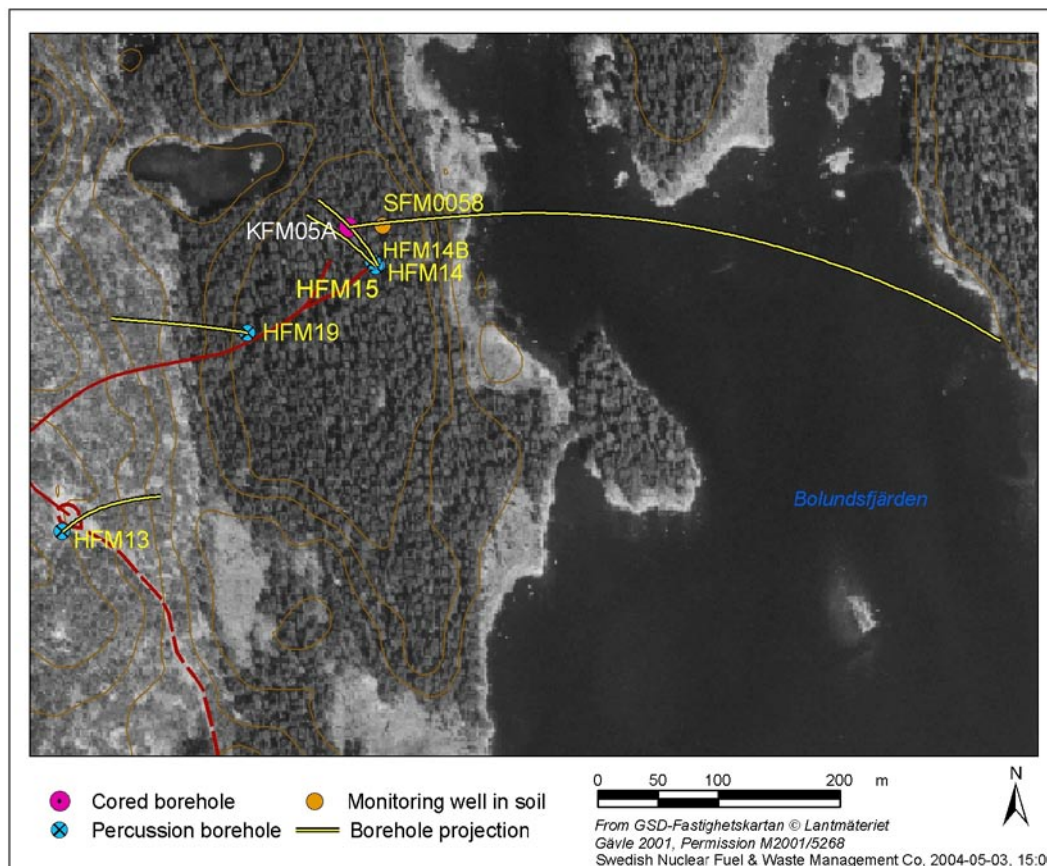 SFM0058
KFM05A
HFM14B
HFM14
HFM15
HFM19
HFM13
Bolundsfjärden
Cored borehole
Monitoring well in soil
Percussion borehole
Borehole projection
0 50 100 200 m
N
From GSD-Fastighetskartan © Lantmäteriet
Gävle 2001, Permission M2001/5268
Swedish Nuclear Fuel & Waste Management Co, 2004-05-03, 15:0